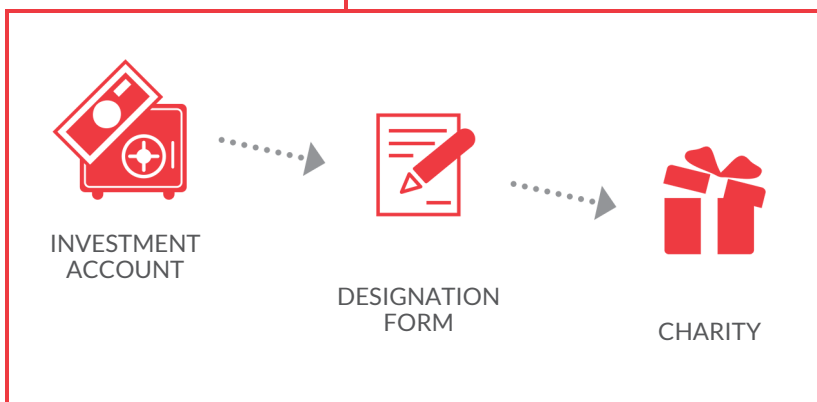 INVESTMENT
ACCOUNT
DESIGNATION
FORM
CHARITY